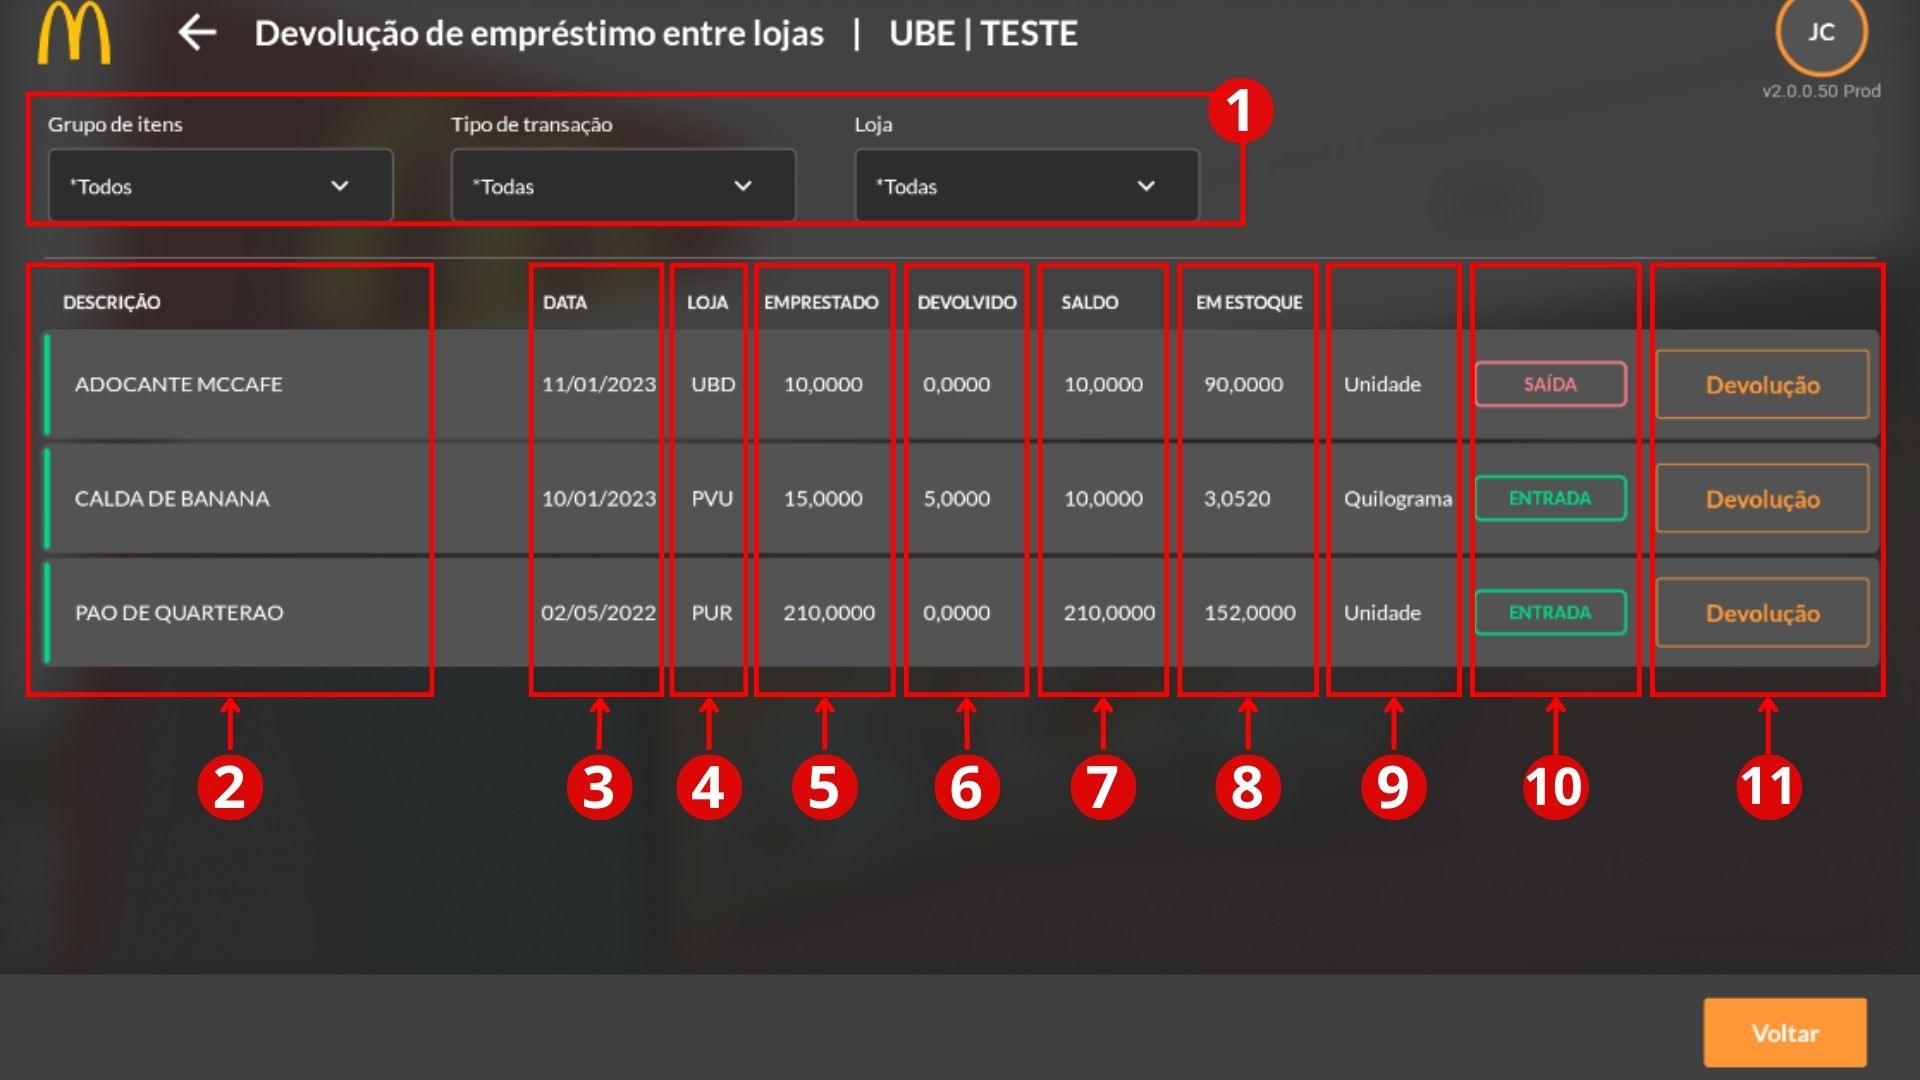 Devolução de empréstimo entre lojas | UBE | TESTE
JC
v2.0.0.50 Prod
1
Grupo de itens Tipo de transação Loja
*Todos *Todas *Todas
DESCRIÇÃO DATA LOJA EMPRESTADO DEVOLVIDO SALDO EM ESTOQUE
ADOCANTE MCCAFE 11/01/2023 UBD 10,0000 0,0000 10,0000 90,0000 Unidade SAÍDA Devolução
CALDA DE BANANA 10/01/2023 PVU 15,0000 5,0000 10,0000 3,0520 Quilograma ENTRADA Devolução
PAO DE QUARTERAO 02/05/2022 PUR 210,0000 0,0000 210,0000 152,0000 Unidade ENTRADA Devolução
2 3 4 5 6 7 8 9 10 11
Voltar